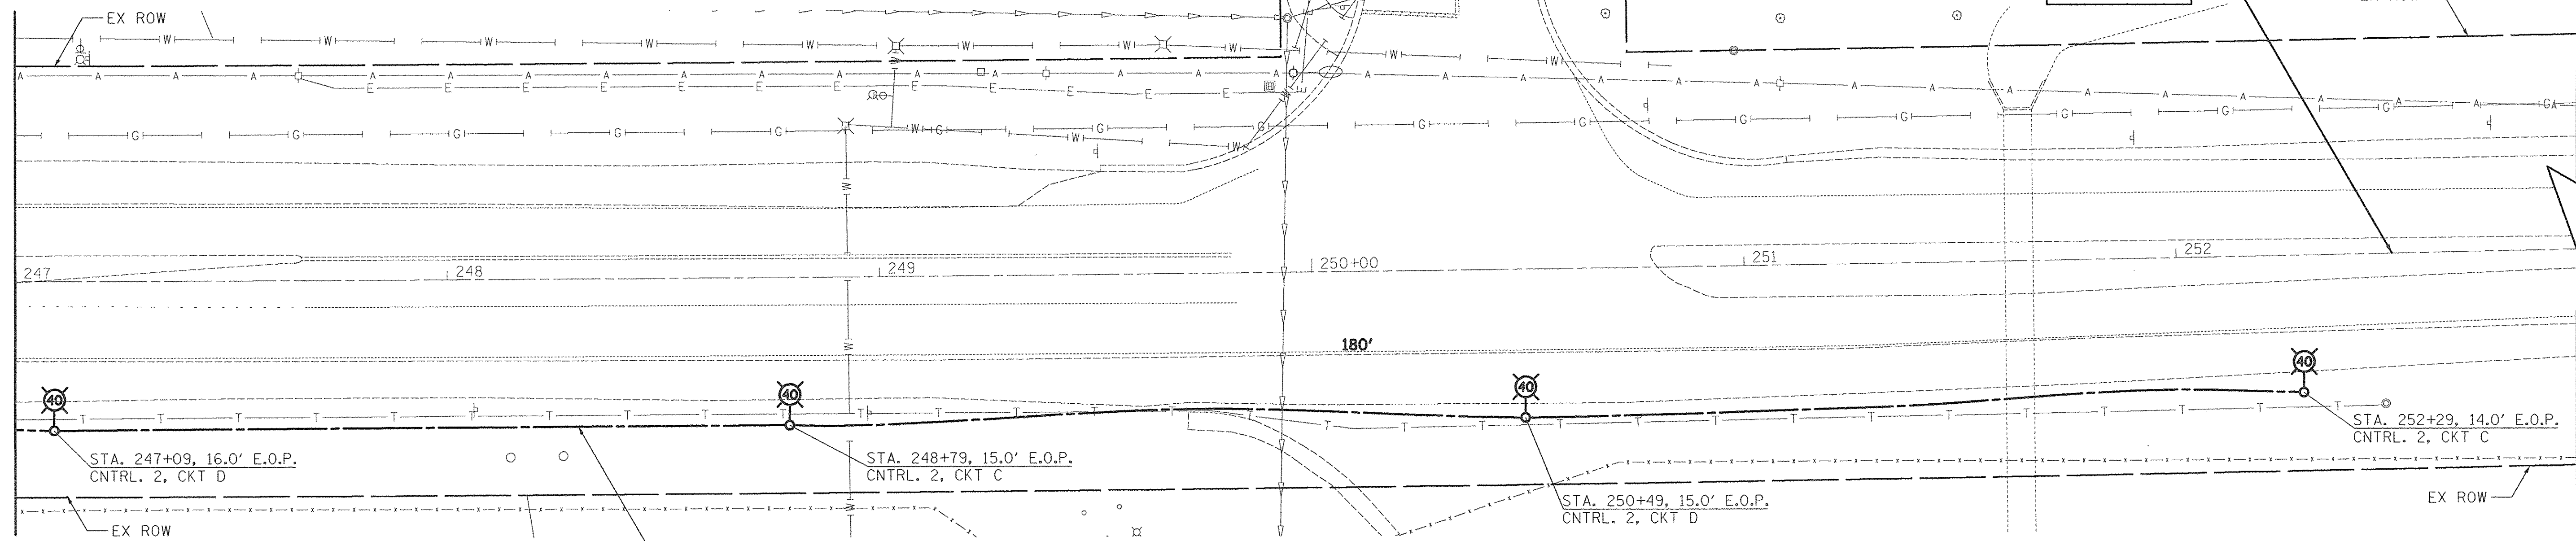 EX ROW
W W W W W W W W W W
A A A A A A A A A A A A A A A A A A A A A A A A A A A A A A
E E E E E E E E E E E E E
G G G G G G G G G G G G G G G G
W W W
W
W
247
248
249
250+00
251
252
180'
W
40
40
40
40
T T T T T T T T T T T T T T T T T T T T T T T T T T T T T T
STA. 247+09, 16.0' E.O.P.
CNTRL. 2, CKT D
STA. 248+79, 15.0' E.O.P.
CNTRL. 2, CKT C
STA. 250+49, 15.0' E.O.P.
CNTRL. 2, CKT D
STA. 252+29, 14.0' E.O.P.
CNTRL. 2, CKT C
W
EX ROW
EX ROW